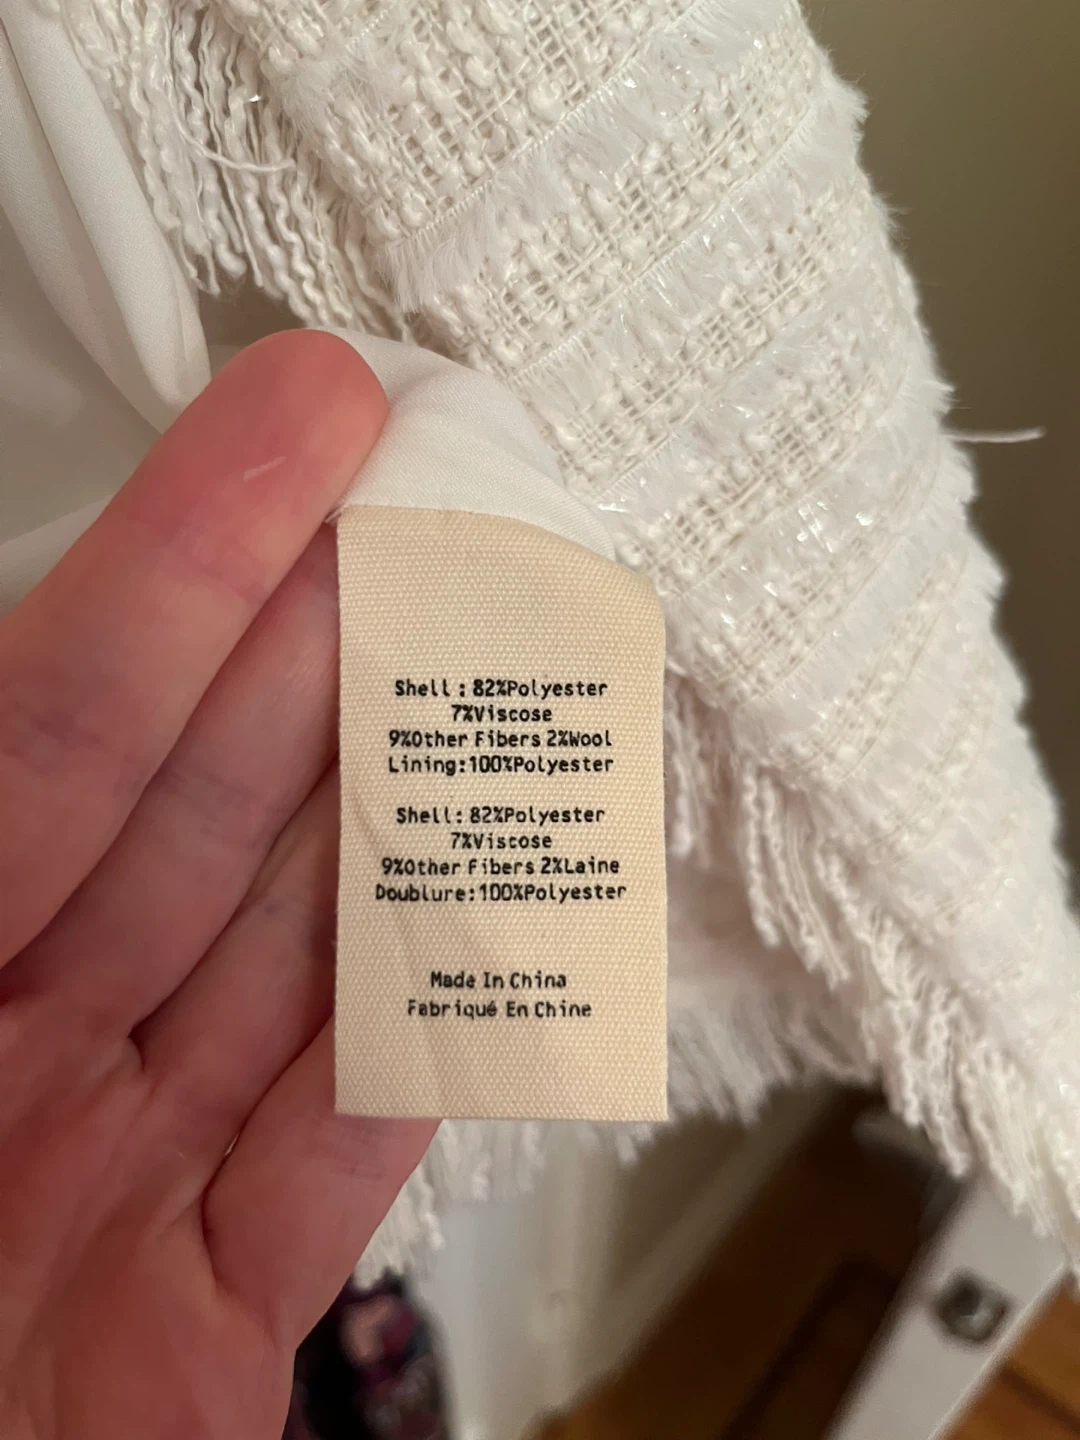 Shell : 82%Polyester
7%Viscose
9%Other Fibers 2%Wool
Lining:100%Polyester
Shell: 82%Polyester
7%Viscose
9%Other Fibers 2%Laine
Doublure:100%Polyester
Made In China
Fabriqué En Chine